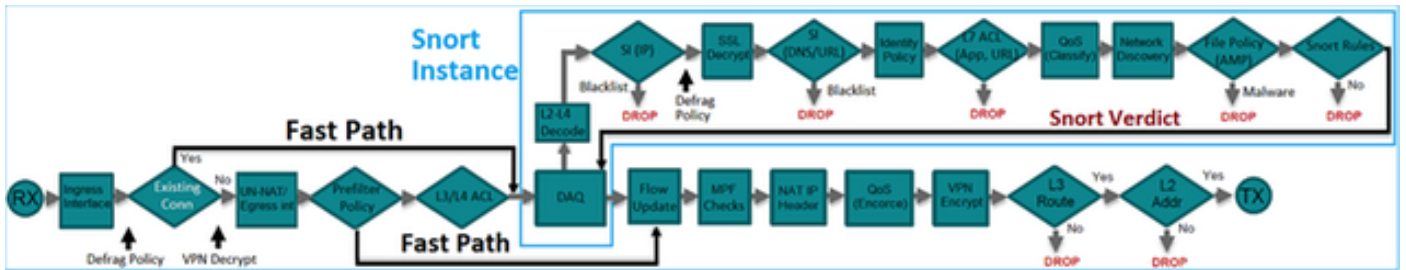 Snort
Instance
SI (IP)
SSL
Decrypt
SI
(DNS/URL)
Identity
Policy
L7 ACL
(App, URL)
QoS
(Classify)
Network
Discovery
File Policy
(AMP)
Snort Rules
Blacklist
DROP
Defrag
Policy
DROP
Blacklist
DROP
Malware
DROP
No
DROP
Snort Verdict
L2-L4
Decode
Fast Path
Yes
RX
Ingress
Interface
Existing
Conn
No
UN-NAT/
Egress int
Prefilter
Policy
L3/L4 ACL
DAQ
Flow
Update
MPF
Checks
NAT IP
Header
QoS
(Encorce)
VPN
Encrypt
L3
Route
Yes
L2
Addr
Yes
TX
Defrag Policy
VPN Decrypt
Fast Path
No
DROP
No
DROP